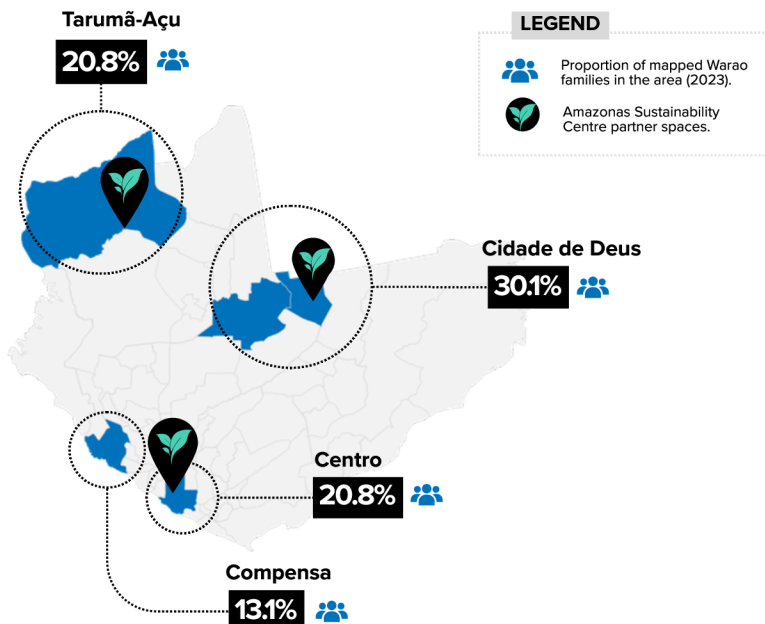 Tarumã-Açu
20.8%
LEGEND
Proportion of mapped Warao
families in the area (2023).
Amazonas Sustainability
Centre partner spaces.
Cidade de Deus
30.1%
Centro
20.8%
Compensa
13.1%